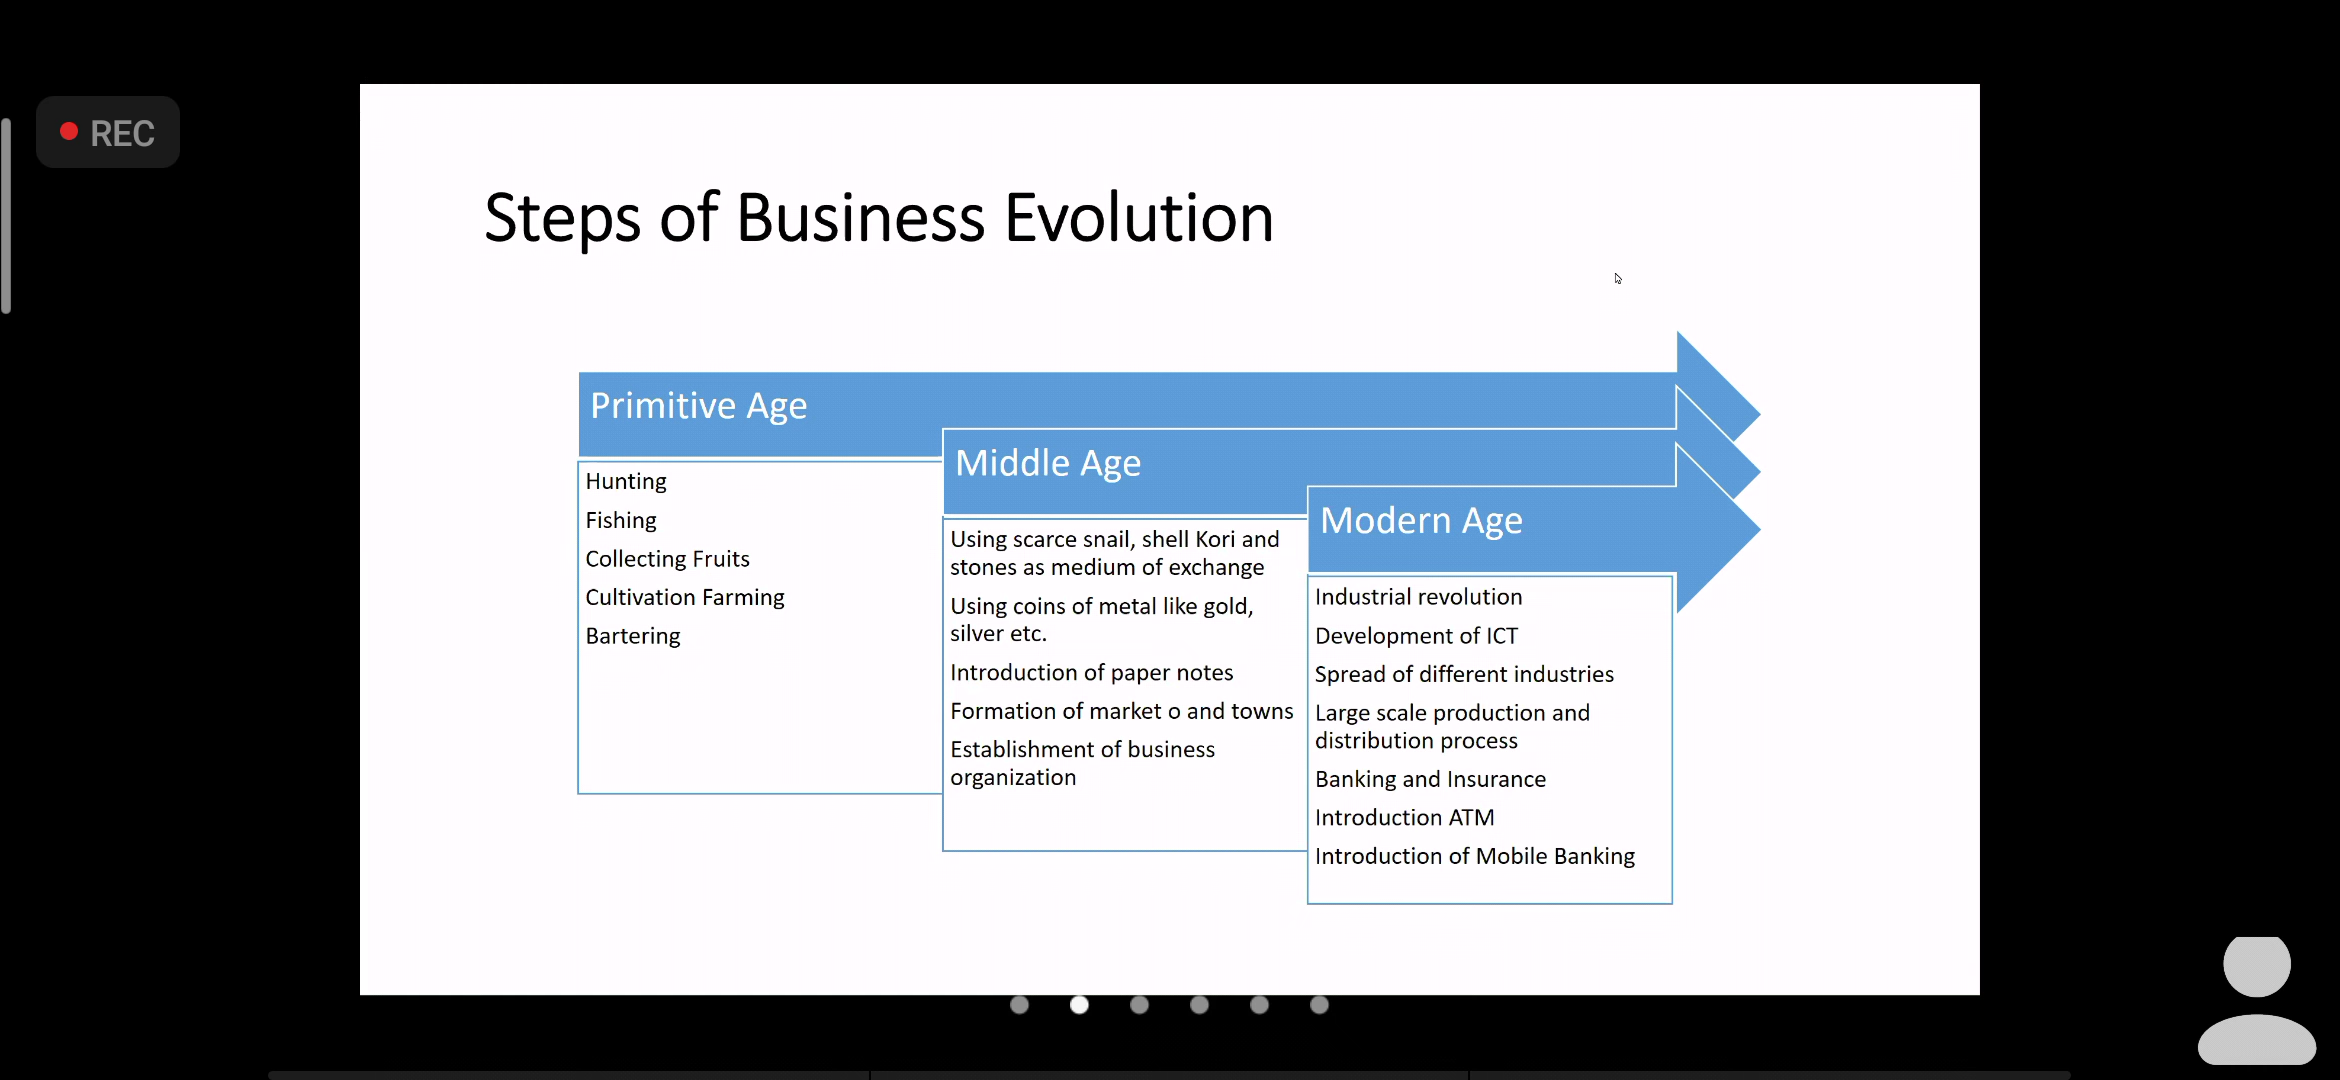 REC
Steps of Business Evolution
Primitive Age
Hunting
Fishing
Collecting Fruits
Cultivation Farming
Bartering
Middle Age
Using scarce snail, shell Kori and
stones as medium of exchange
Using coins of metal like gold,
silver etc.
Introduction of paper notes
Formation of market o and towns
Establishment of business
organization
Modern Age
Industrial revolution
Development of ICT
Spread of different industries
Large scale production and
distribution process
Banking and Insurance
Introduction ATM
Introduction of Mobile Banking